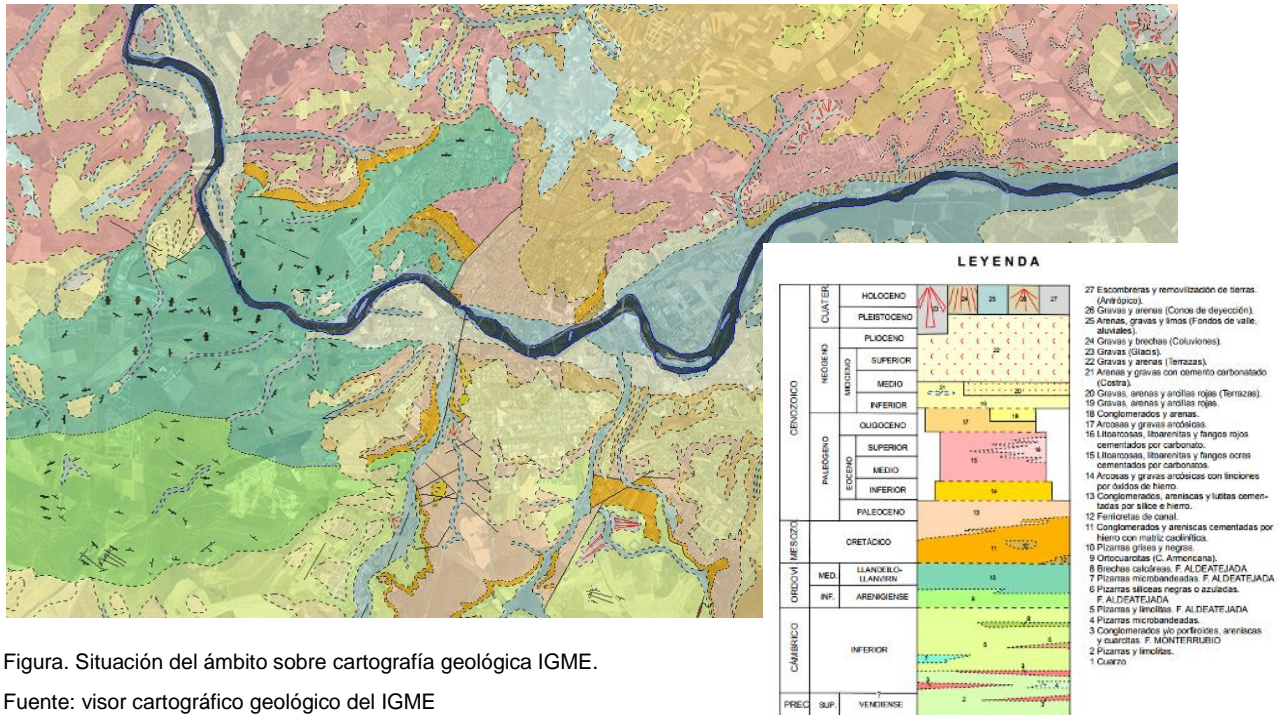 LEYENDA
CENOZOICO
CUATER.
HOLOCENO
PLEISTOCENO
NEÓGENO
PLIOCENO
MIOCENO
SUPERIOR
MEDIO
INFERIOR
PALEÓGENO
OLIGOCENO
EOCENO
SUPERIOR
MEDIO
INFERIOR
PALEOCENO
MESOZO
CRETÁCICO
ORDOVÍ
MED.
LLANDEILO-
LLANVIRN
INF.
ARENIGIENSE
CÁMBRICO
INFERIOR
PREC
SUP.
VENDIENSE
27 Escombreras y removilización de tierras.
(Antrópico).
26 Gravas y arenas (Conos de deyección).
25 Arenas, gravas y limos (Fondos de valle,
aluviales).
24 Gravas y brechas (Coluviones).
23 Gravas (Glacis).
22 Gravas y arenas (Terrazas).
21 Arenas y gravas con cemento carbonatado
(Costra).
20 Gravas, arenas y arcillas rojas (Terrazas).
19 Gravas, arenas y arcillas rojas.
18 Conglomerados y arenas.
17 Arcosas y gravas arcósicas.
16 Litoarcosas, litoarenitas y fangos rojos
cementados por carbonato.
15 Litoarcosas, litoarenitas y fangos ocres
cementados por carbonatos.
14 Arcosas y gravas arcósicas con tinciones
por óxidos de hierro.
13 Conglomerados, areniscas y lutitas cemen-
tadas por sílice e hierro.
12 Ferricretas de canal.
11 Conglomerados y areniscas cementadas por
hierro con matriz caolinítica.
10 Pizarras grises y negras.
9 Ortocuarcitas (C. Armoricana).
8 Brechas calcáreas. F. ALDEATEJADA
7 Pizarras microbandeadas. F. ALDEATEJADA
6 Pizarras silíceas negras o azuladas.
F. ALDEATEJADA
5 Pizarras y limolitas. F. ALDEATEJADA
4 Pizarras microbandeadas.
3 Conglomerados y/o porfiroides, areniscas
y cuarcitas. F. MONTERRUBIO
2 Pizarras y limolitas.
1 Cuarzo
Figura. Situación del ámbito sobre cartografía geológica IGME.
Fuente: visor cartográfico geológico del IGME